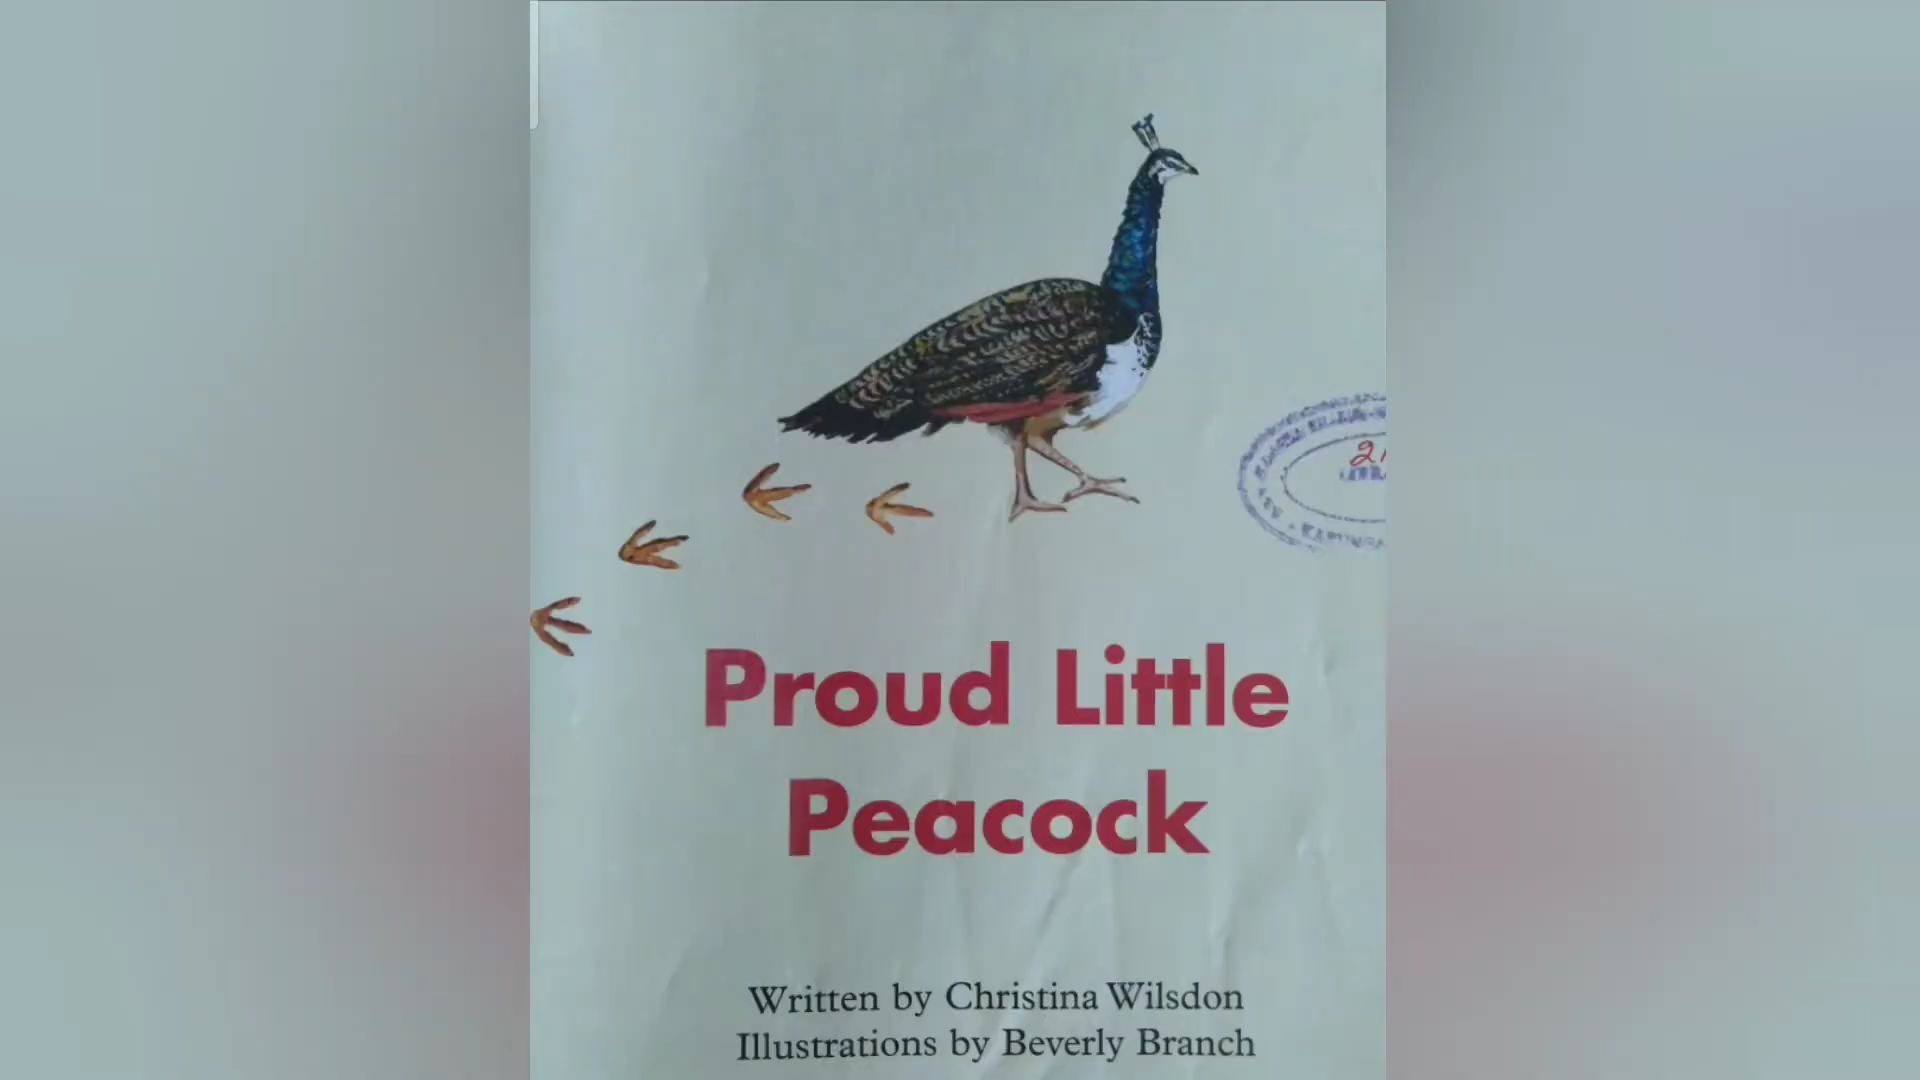 Proud Little
Peacock
Written by Christina Wilsdon
Illustrations by Beverly Branch